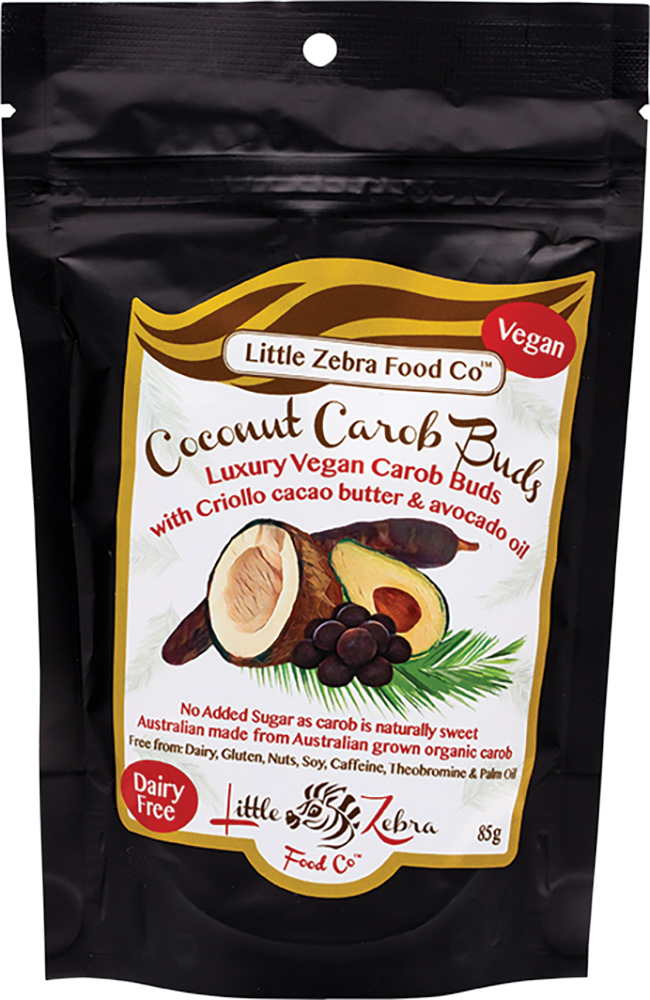 Vegan
Little Zebra Food Co™
Coconut Carob Buds
Luxury Vegan Carob Buds
with Criollo cacao butter & avocado oil
No Added Sugar as carob is naturally sweet
Australian made from Australian grown organic carob
Free from: Dairy, Gluten, Nuts, Soy, Caffeine, Theobromine & Palm Oil
Dairy
Free
Little Zebra
Food Co™
85g